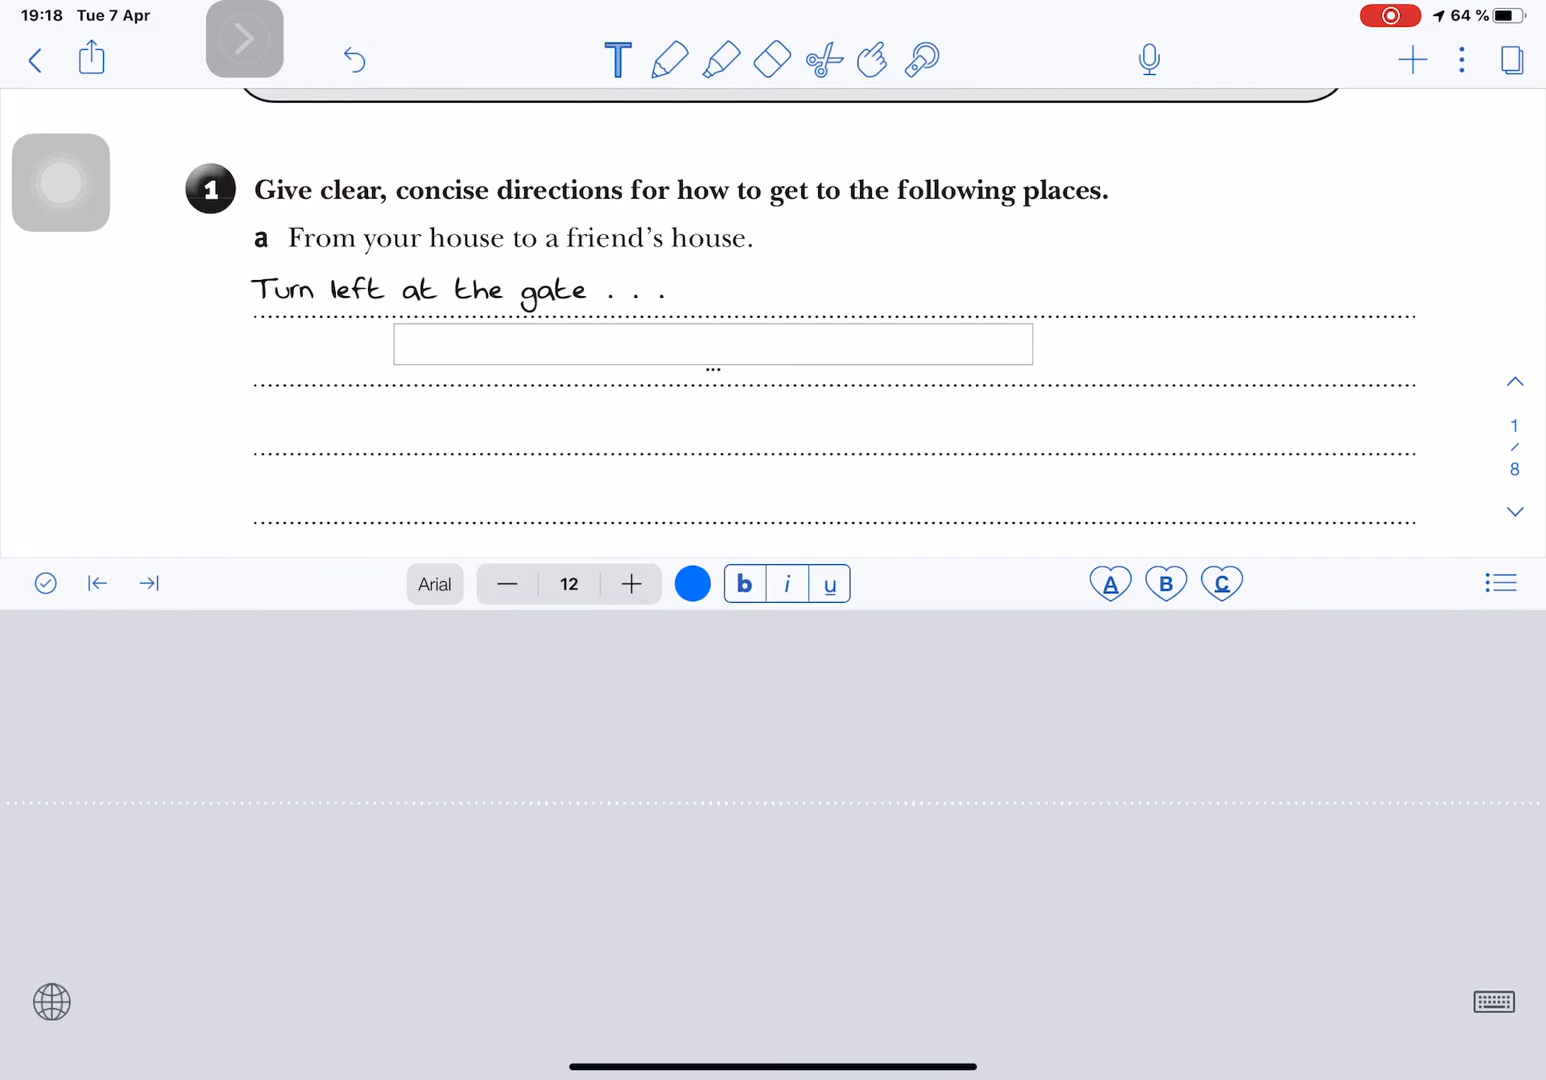 19:18 Tue 7 Apr
64 %
T
1 Give clear, concise directions for how to get to the following places.
a From your house to a friend's house.
Turn left at the gate . . .
...
1
/
8
Arial
12
b i u
A B C